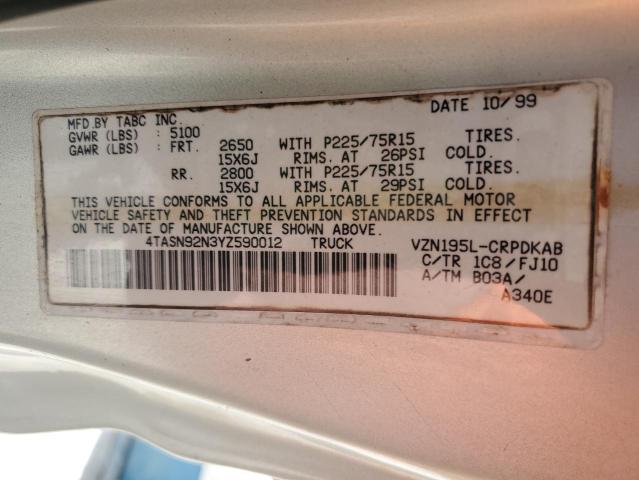 DATE 10/99
MFD.BY TABC INC.
GVWR (LBS) : 5100
GAWR (LBS) : FRT. 2650 WITH P225/75R15 TIRES.
15X6J RIMS. AT 26PSI COLD.
RR. 2800 WITH P225/75R15 TIRES.
15X6J RIMS. AT 29PSI COLD.
THIS VEHICLE CONFORMS TO ALL APPLICABLE FEDERAL MOTOR
VEHICLE SAFETY AND THEFT PREVENTION STANDARDS IN EFFECT
ON THE DATE OF MANUFACTURE SHOWN ABOVE.
4TASN92N3YZ590012 TRUCK VZN195L-CRPDKAB
C/TR 1C8/FJ10
A/TM B03A/
A340E